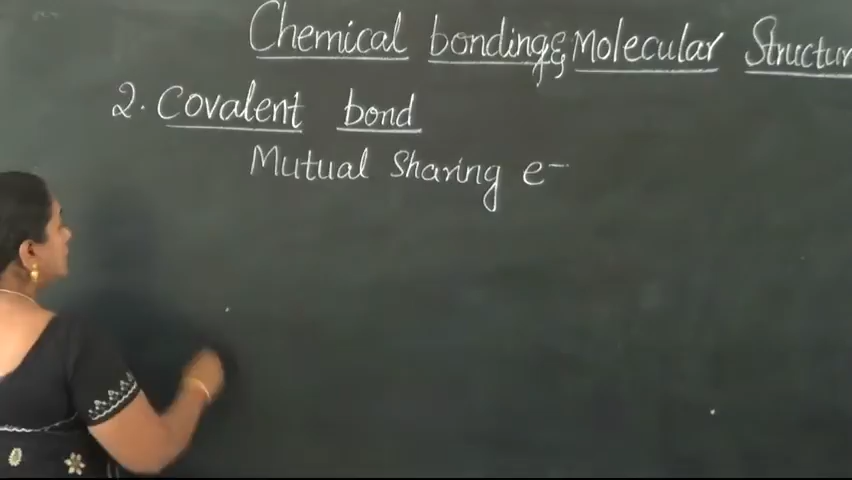 Chemical bonding & Molecular Structur
2. Covalent bond
Mutual Sharing e⁻